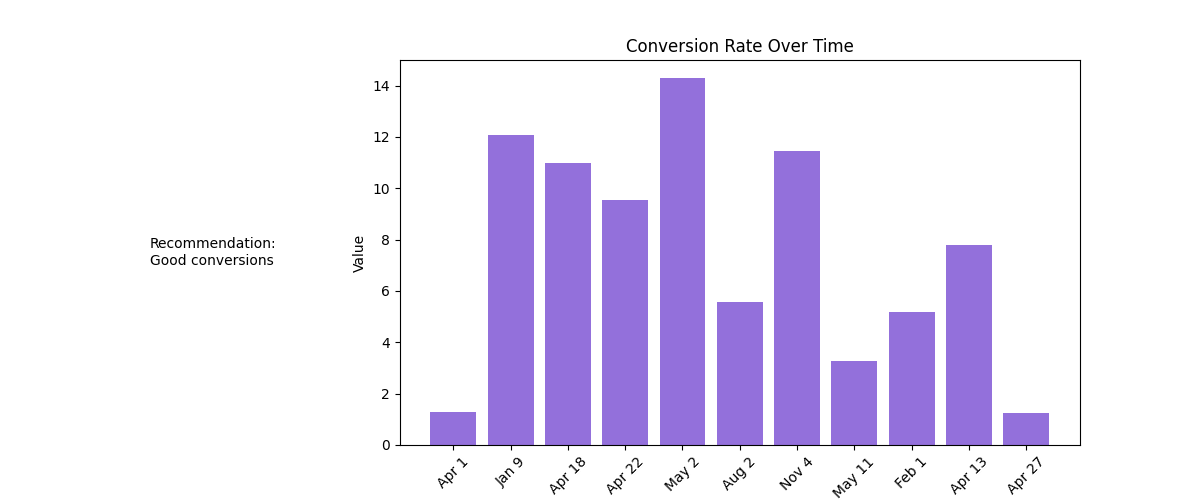 Conversion Rate Over Time
14
12
10
8
6
4
2
0
Value
Recommendation:
Good conversions
Apr 1
Jan 9
Apr 18
Apr 22
May 2
Aug 2
Nov 4
May 11
Feb 1
Apr 13
Apr 27